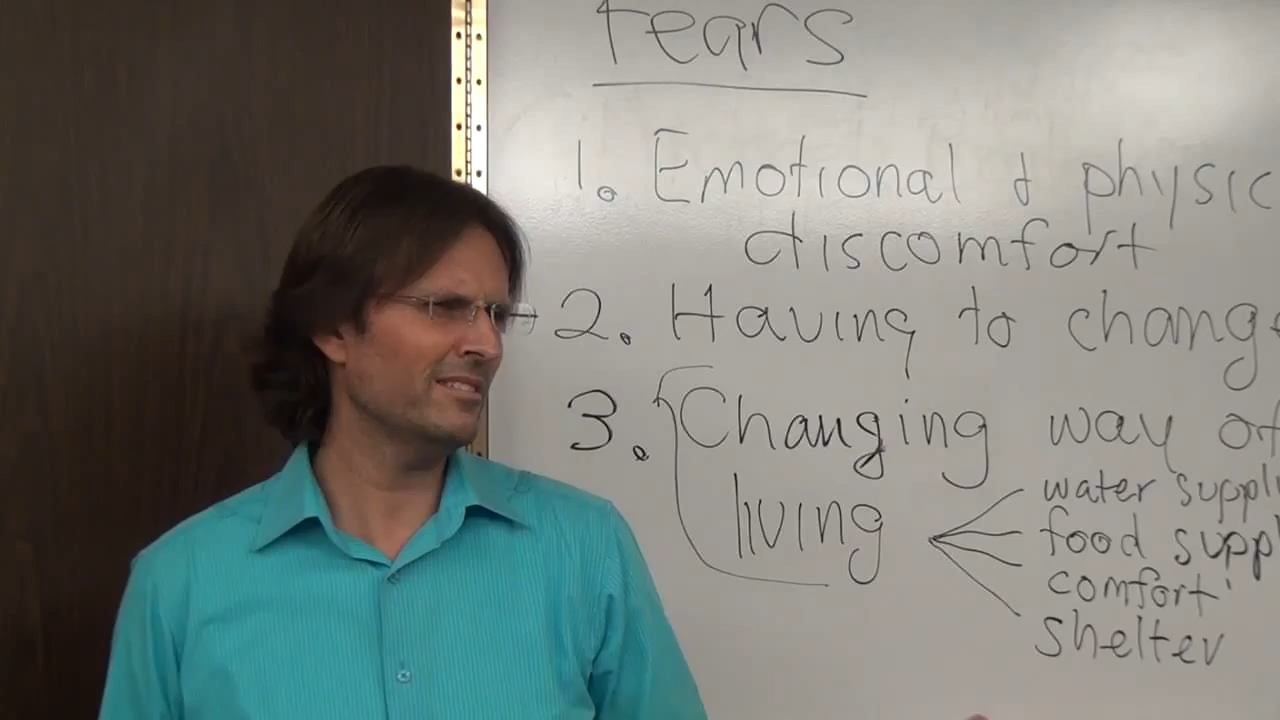 Fears
1. Emotional & physic
discomfort
2. Having to chang
3. Changing way of
living
water suppl
food suppl
comfort
shelter